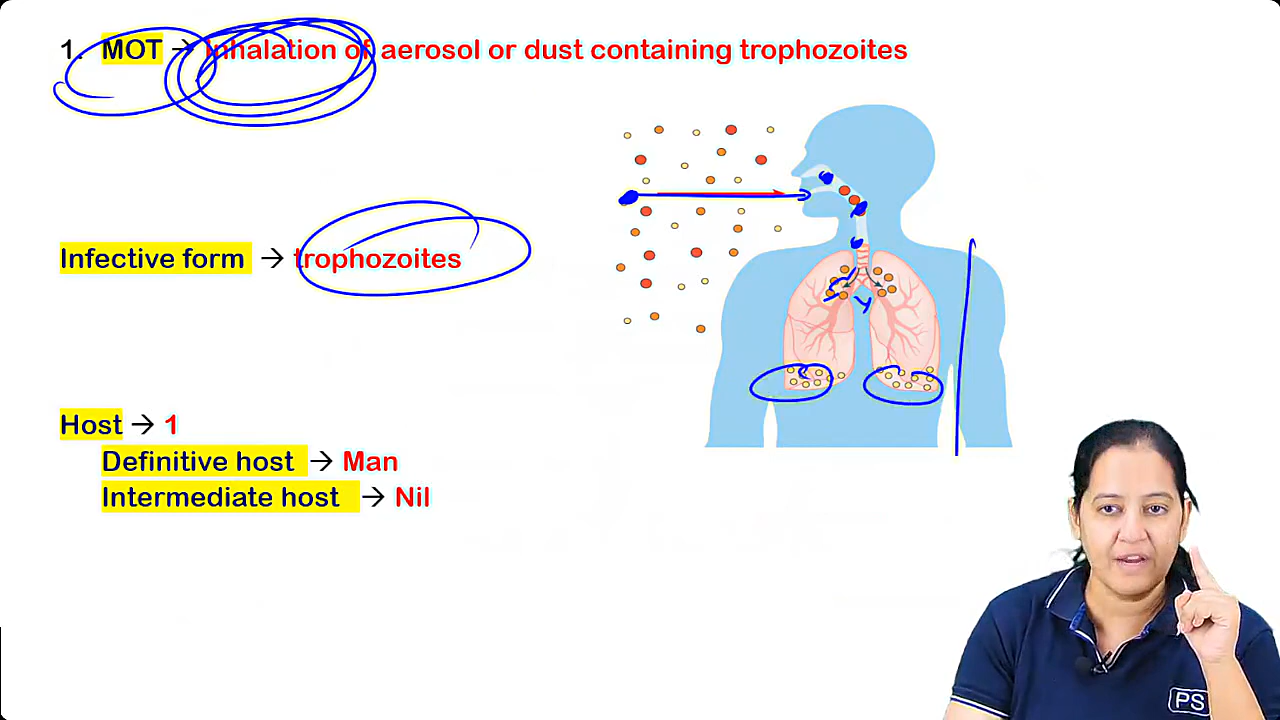 1. MOT → Inhalation of aerosol or dust containing trophozoites
Infective form → trophozoites
Host → 1
Definitive host → Man
Intermediate host → Nil
PS